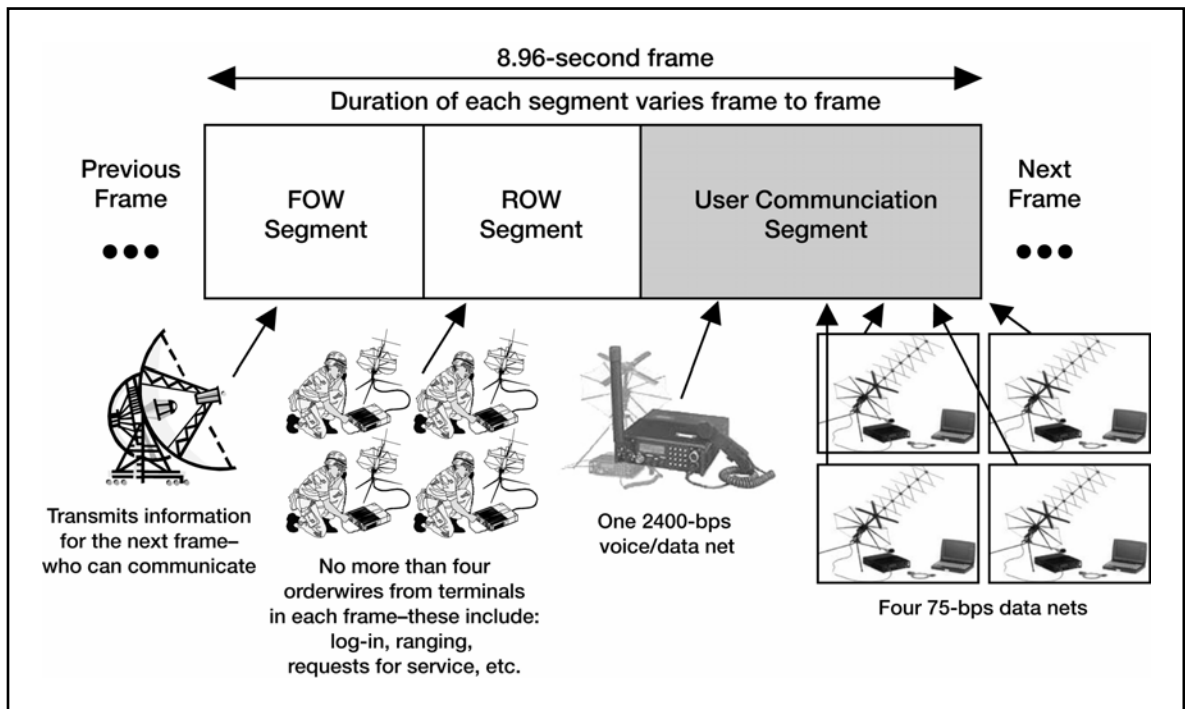 8.96-second frame
Duration of each segment varies frame to frame
Previous
Frame
FOW
Segment
ROW
Segment
User Communciation
Segment
Next
Frame
Transmits information
for the next frame–
who can communicate
No more than four
orderwires from terminals
in each frame–these include:
log-in, ranging,
requests for service, etc.
One 2400-bps
voice/data net
Four 75-bps data nets